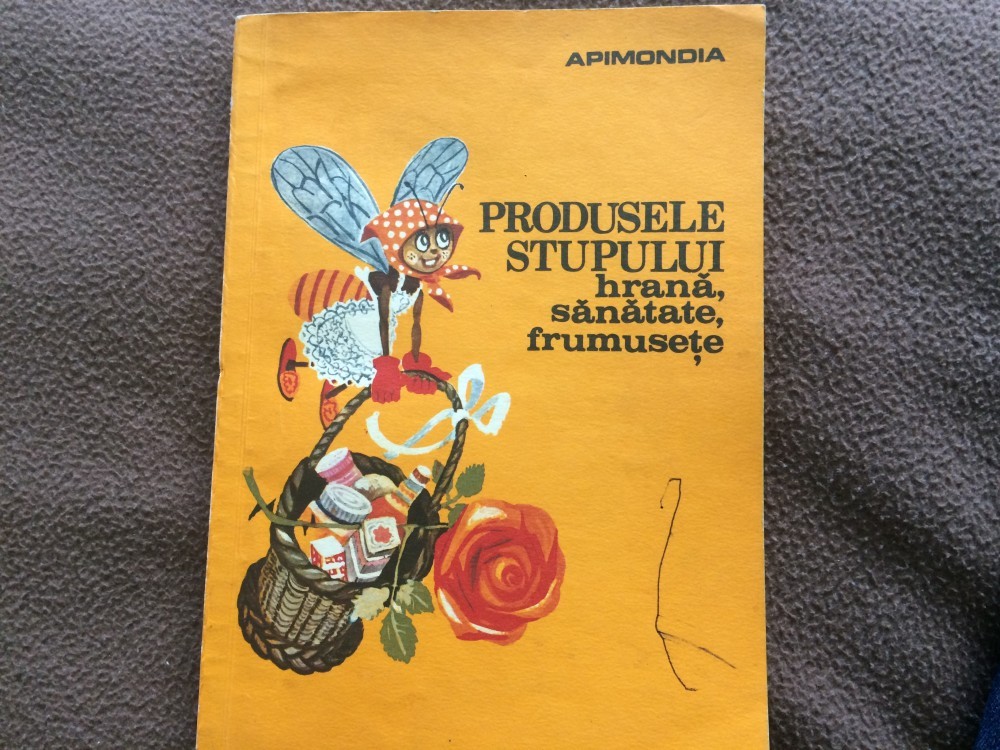 APIMONDIA
PRODUSELE
STUPULUI
hrană,
sănătate,
frumusețe